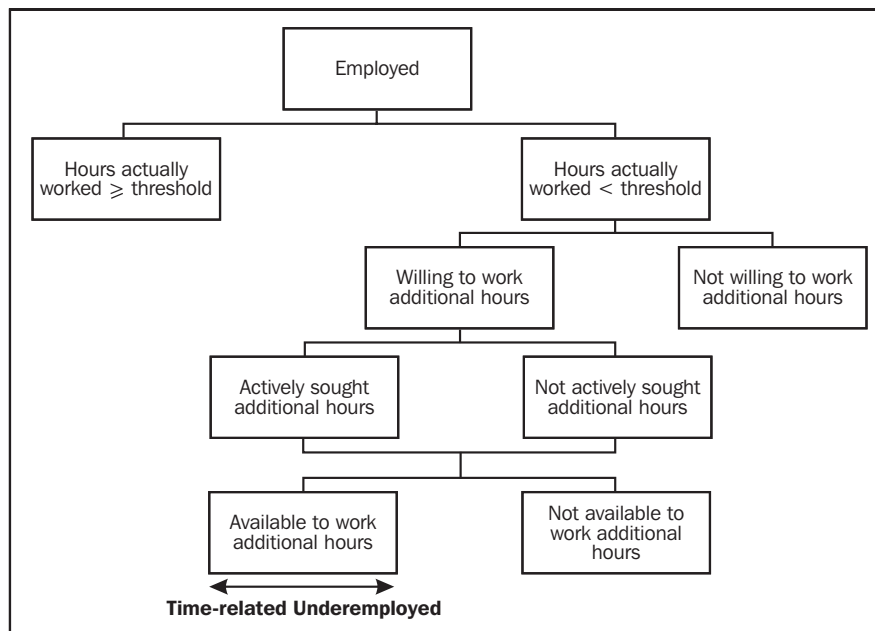 Employed
Hours actually
worked ⩾ threshold
Hours actually
worked < threshold
Willing to work
additional hours
Not willing to work
additional hours
Actively sought
additional hours
Not actively sought
additional hours
Available to work
additional hours
Not available to
work additional
hours
Time-related Underemployed